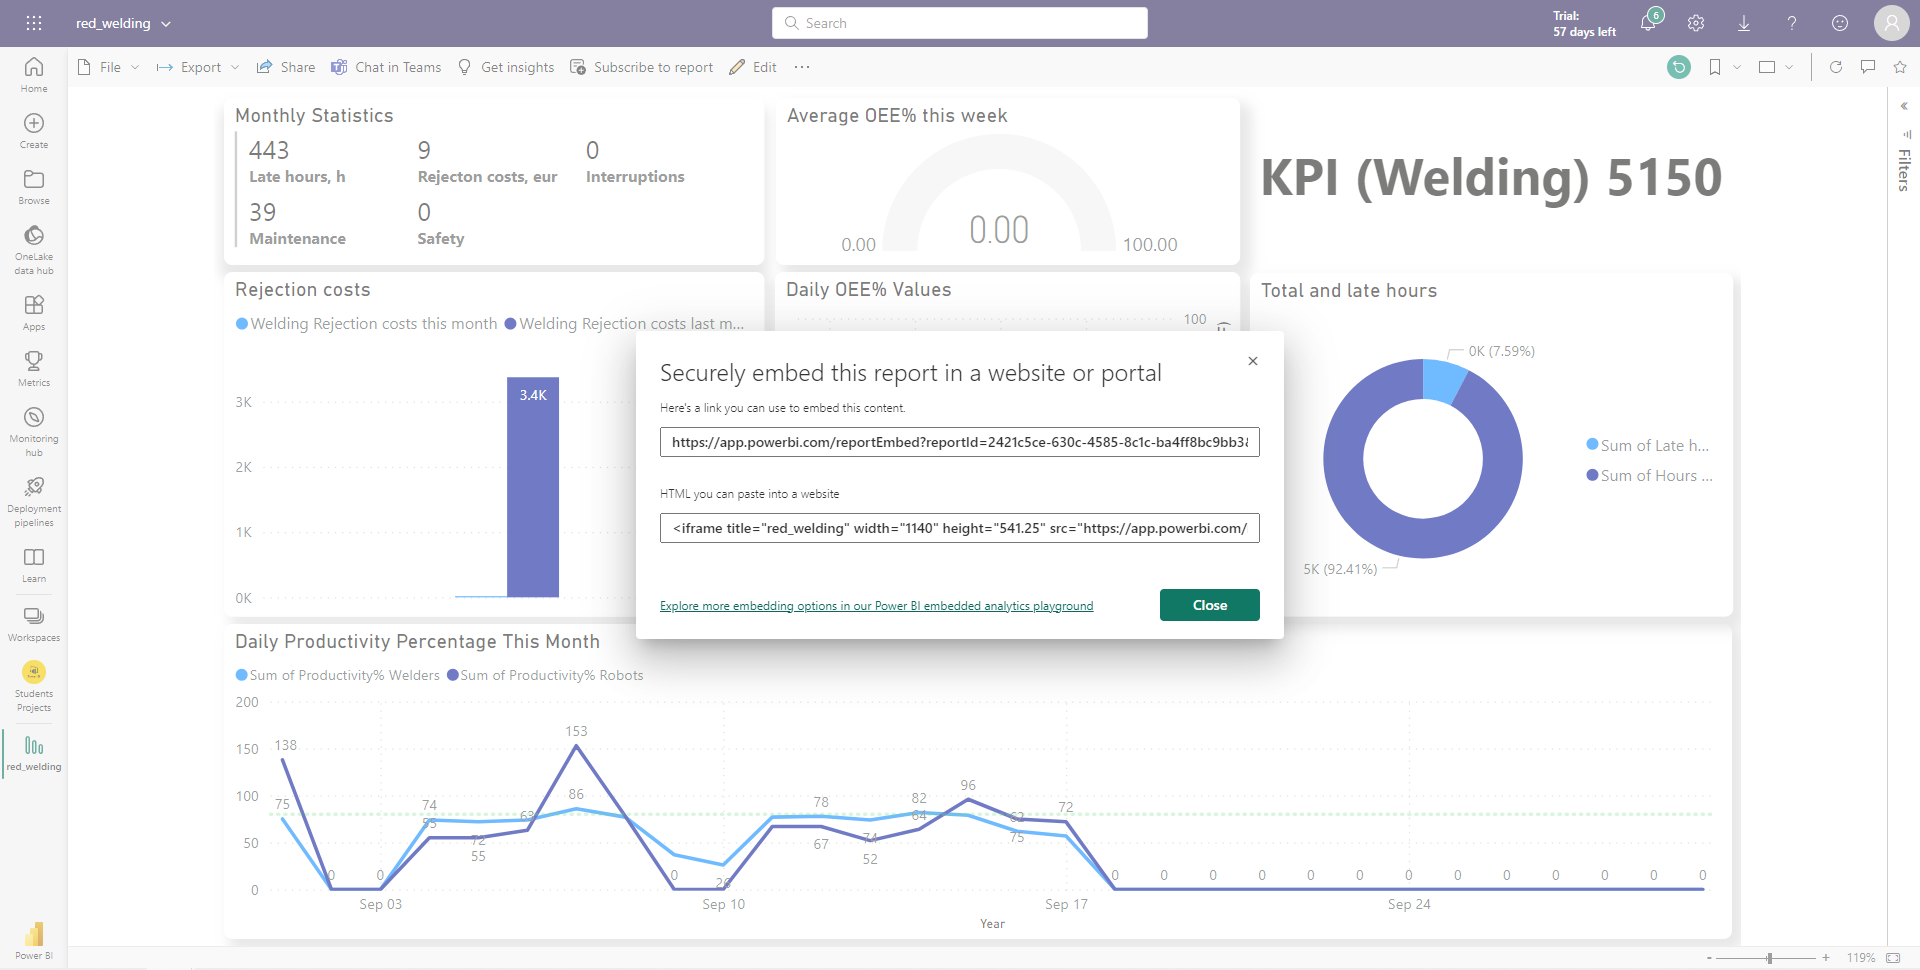 red_welding
Search
Trial:
57 days left
6
File
Export
Share
Chat in Teams
Get insights
Subscribe to report
Edit
Home
Create
Browse
OneLake
data hub
Apps
Metrics
Monitoring
hub
Deployment
pipelines
Learn
Workspaces
Students
Projects
red_welding
Power BI
Monthly Statistics
443
Late hours, h
9
Rejecton costs, eur
0
Interruptions
39
Maintenance
0
Safety
Average OEE% this week
0.00
0.00
100.00
KPI (Welding) 5150
Filters
Rejection costs
Welding Rejection costs this month
Welding Rejection costs last m...
3K
2K
1K
0K
3.4K
Daily OEE% Values
100
Total and late hours
0K (7.59%)
5K (92.41%)
Sum of Late h...
Sum of Hours ...
Securely embed this report in a website or portal
Here's a link you can use to embed this content.
https://app.powerbi.com/reportEmbed?reportId=2421c5ce-630c-4585-8c1c-ba4ff8bc9bb3&
HTML you can paste into a website
<iframe title="red_welding" width="1140" height="541.25" src="https://app.powerbi.com/
Explore more embedding options in our Power BI embedded analytics playground
Close
Daily Productivity Percentage This Month
Sum of Productivity% Welders
Sum of Productivity% Robots
200
150
100
50
0
138
75
0
0
74
55
72
55
63
153
86
0
26
78
67
74
52
82
64
96
62
75
72
0
0
0
0
0
0
0
0
0
0
0
0
0
Sep 03
Sep 10
Sep 17
Sep 24
Year
119%